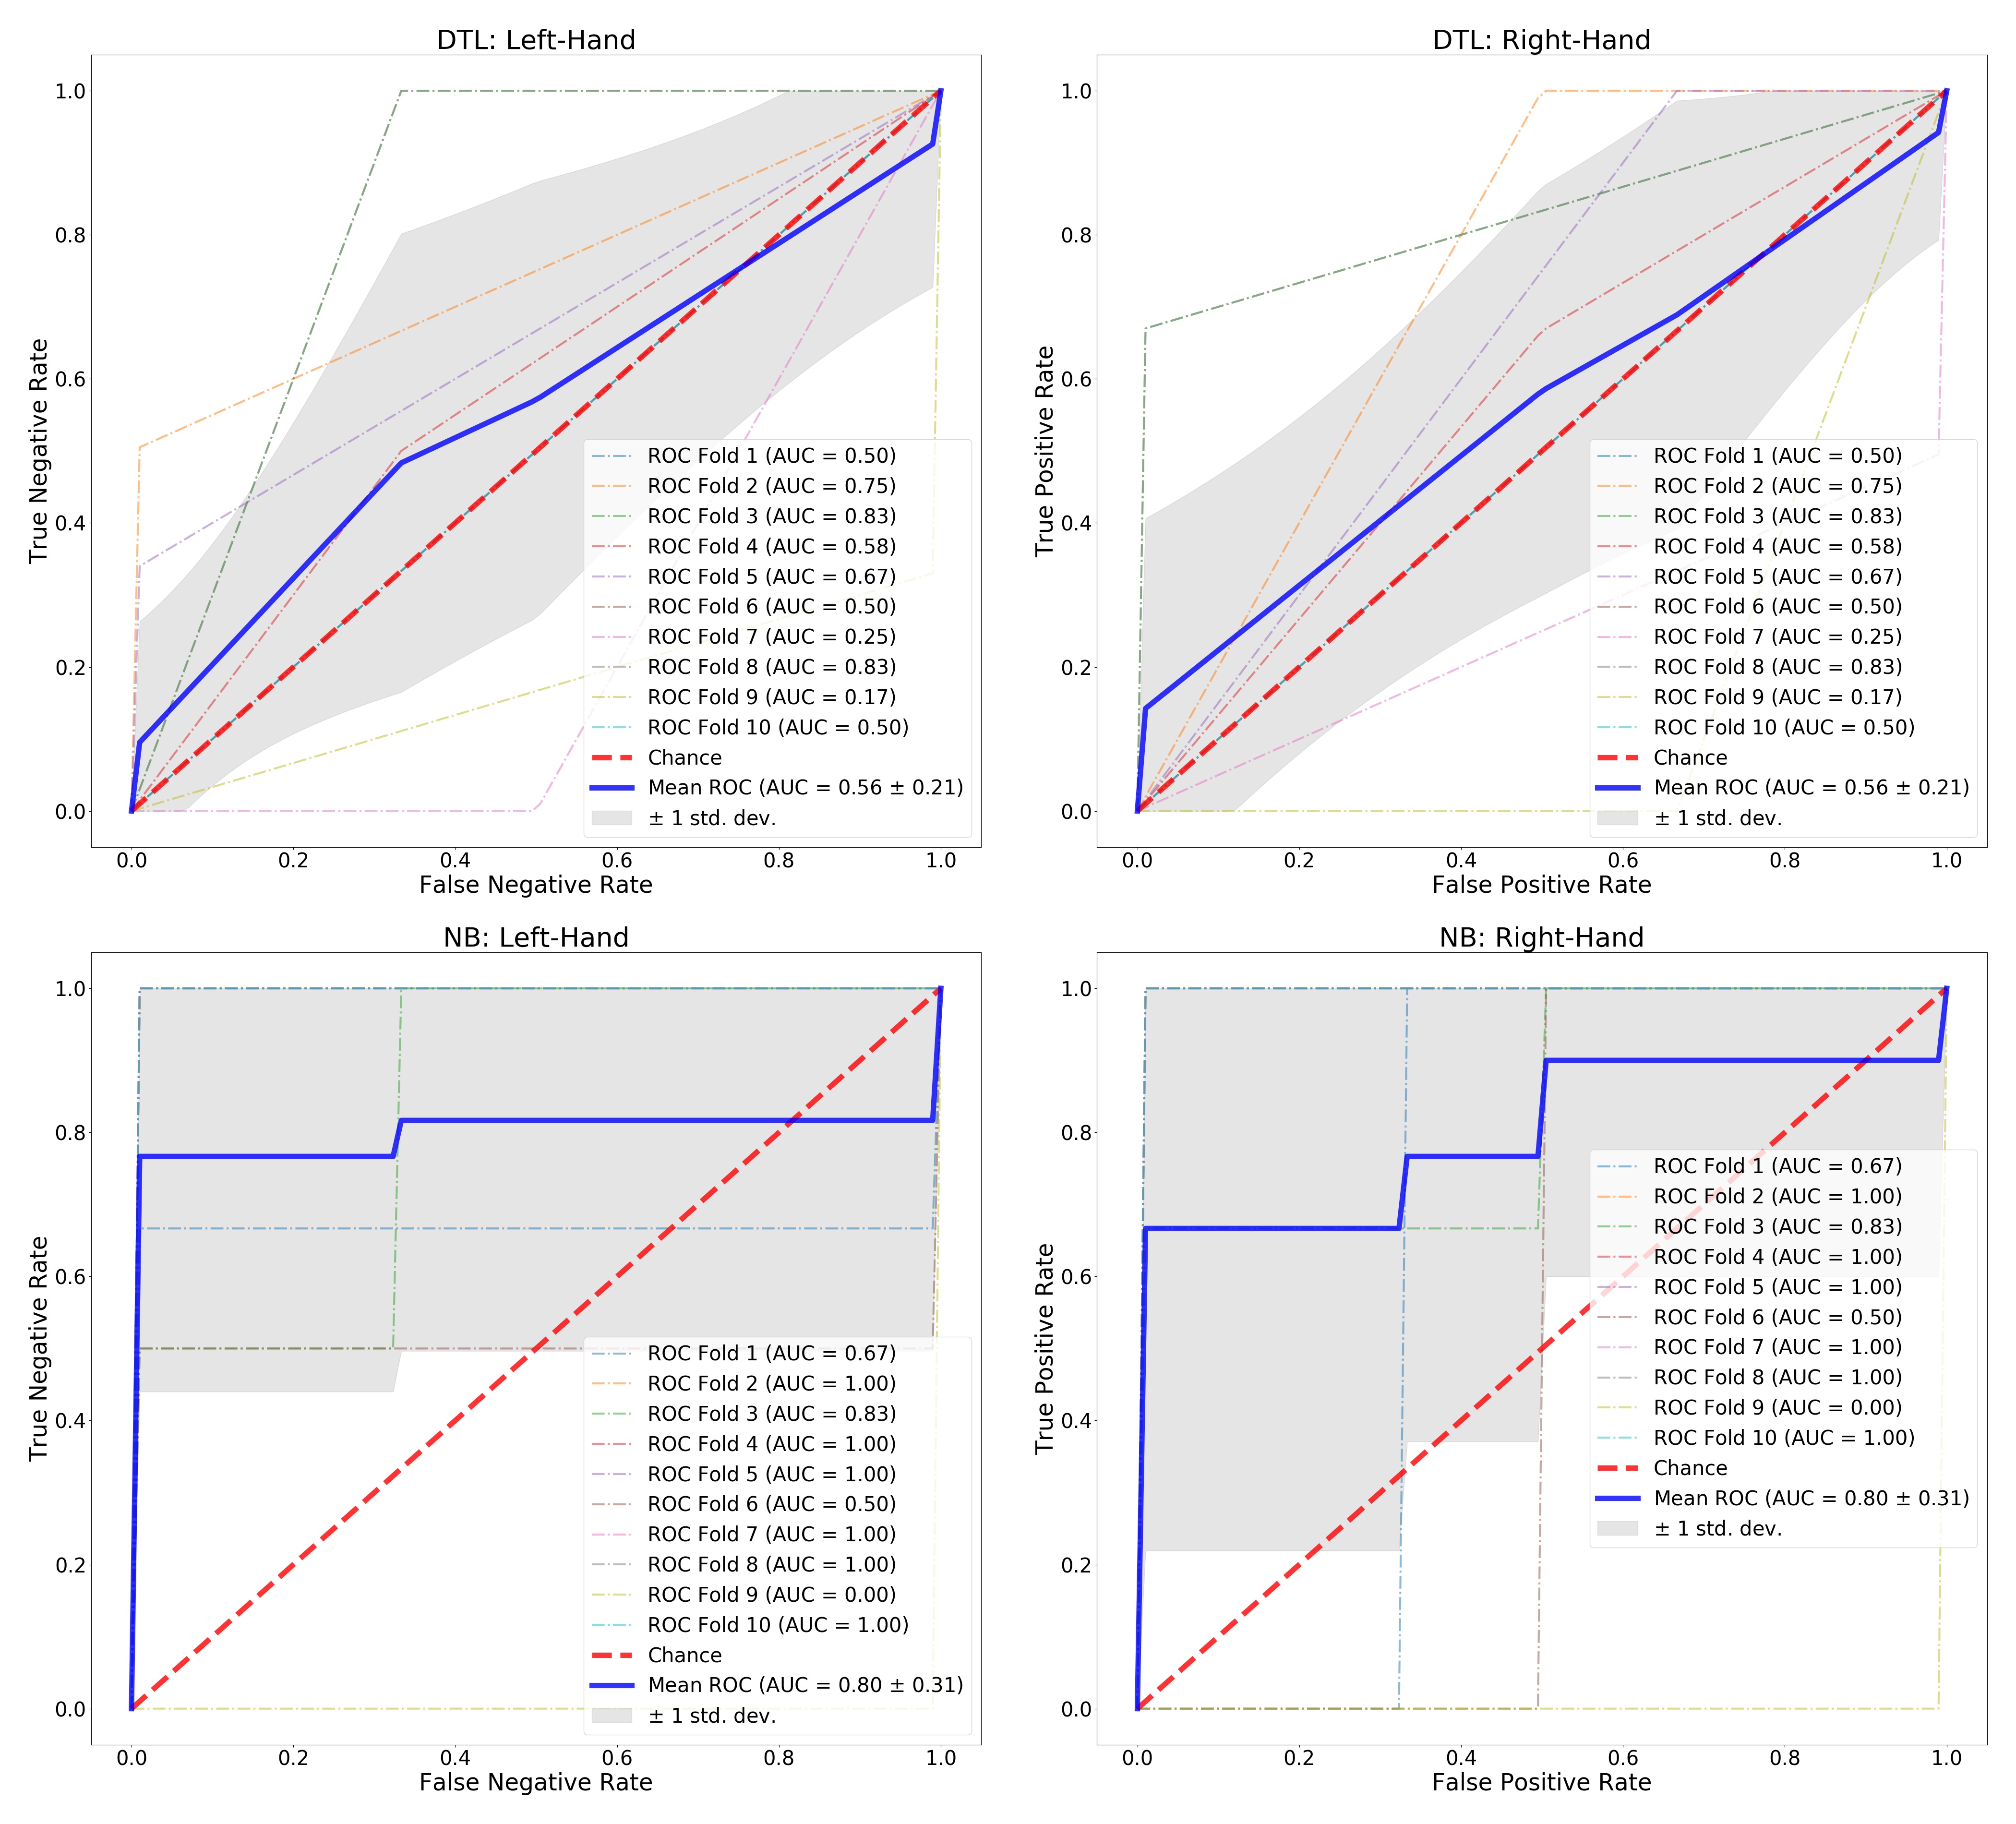 DTL: Left-Hand
True Negative Rate
1.0
0.8
0.6
0.4
0.2
0.0
ROC Fold 1 (AUC = 0.50)
ROC Fold 2 (AUC = 0.75)
ROC Fold 3 (AUC = 0.83)
ROC Fold 4 (AUC = 0.58)
ROC Fold 5 (AUC = 0.67)
ROC Fold 6 (AUC = 0.50)
ROC Fold 7 (AUC = 0.25)
ROC Fold 8 (AUC = 0.83)
ROC Fold 9 (AUC = 0.17)
ROC Fold 10 (AUC = 0.50)
Chance
Mean ROC (AUC = 0.56 ± 0.21)
± 1 std. dev.
0.0 0.2 0.4 0.6 0.8 1.0
False Negative Rate
DTL: Right-Hand
True Positive Rate
1.0
0.8
0.6
0.4
0.2
0.0
ROC Fold 1 (AUC = 0.50)
ROC Fold 2 (AUC = 0.75)
ROC Fold 3 (AUC = 0.83)
ROC Fold 4 (AUC = 0.58)
ROC Fold 5 (AUC = 0.67)
ROC Fold 6 (AUC = 0.50)
ROC Fold 7 (AUC = 0.25)
ROC Fold 8 (AUC = 0.83)
ROC Fold 9 (AUC = 0.17)
ROC Fold 10 (AUC = 0.50)
Chance
Mean ROC (AUC = 0.56 ± 0.21)
± 1 std. dev.
0.0 0.2 0.4 0.6 0.8 1.0
False Positive Rate
NB: Left-Hand
True Negative Rate
1.0
0.8
0.6
0.4
0.2
0.0
ROC Fold 1 (AUC = 0.67)
ROC Fold 2 (AUC = 1.00)
ROC Fold 3 (AUC = 0.83)
ROC Fold 4 (AUC = 1.00)
ROC Fold 5 (AUC = 1.00)
ROC Fold 6 (AUC = 0.50)
ROC Fold 7 (AUC = 1.00)
ROC Fold 8 (AUC = 1.00)
ROC Fold 9 (AUC = 0.00)
ROC Fold 10 (AUC = 1.00)
Chance
Mean ROC (AUC = 0.80 ± 0.31)
± 1 std. dev.
0.0 0.2 0.4 0.6 0.8 1.0
False Negative Rate
NB: Right-Hand
True Positive Rate
1.0
0.8
0.6
0.4
0.2
0.0
ROC Fold 1 (AUC = 0.67)
ROC Fold 2 (AUC = 1.00)
ROC Fold 3 (AUC = 0.83)
ROC Fold 4 (AUC = 1.00)
ROC Fold 5 (AUC = 1.00)
ROC Fold 6 (AUC = 0.50)
ROC Fold 7 (AUC = 1.00)
ROC Fold 8 (AUC = 1.00)
ROC Fold 9 (AUC = 0.00)
ROC Fold 10 (AUC = 1.00)
Chance
Mean ROC (AUC = 0.80 ± 0.31)
± 1 std. dev.
0.0 0.2 0.4 0.6 0.8 1.0
False Positive Rate